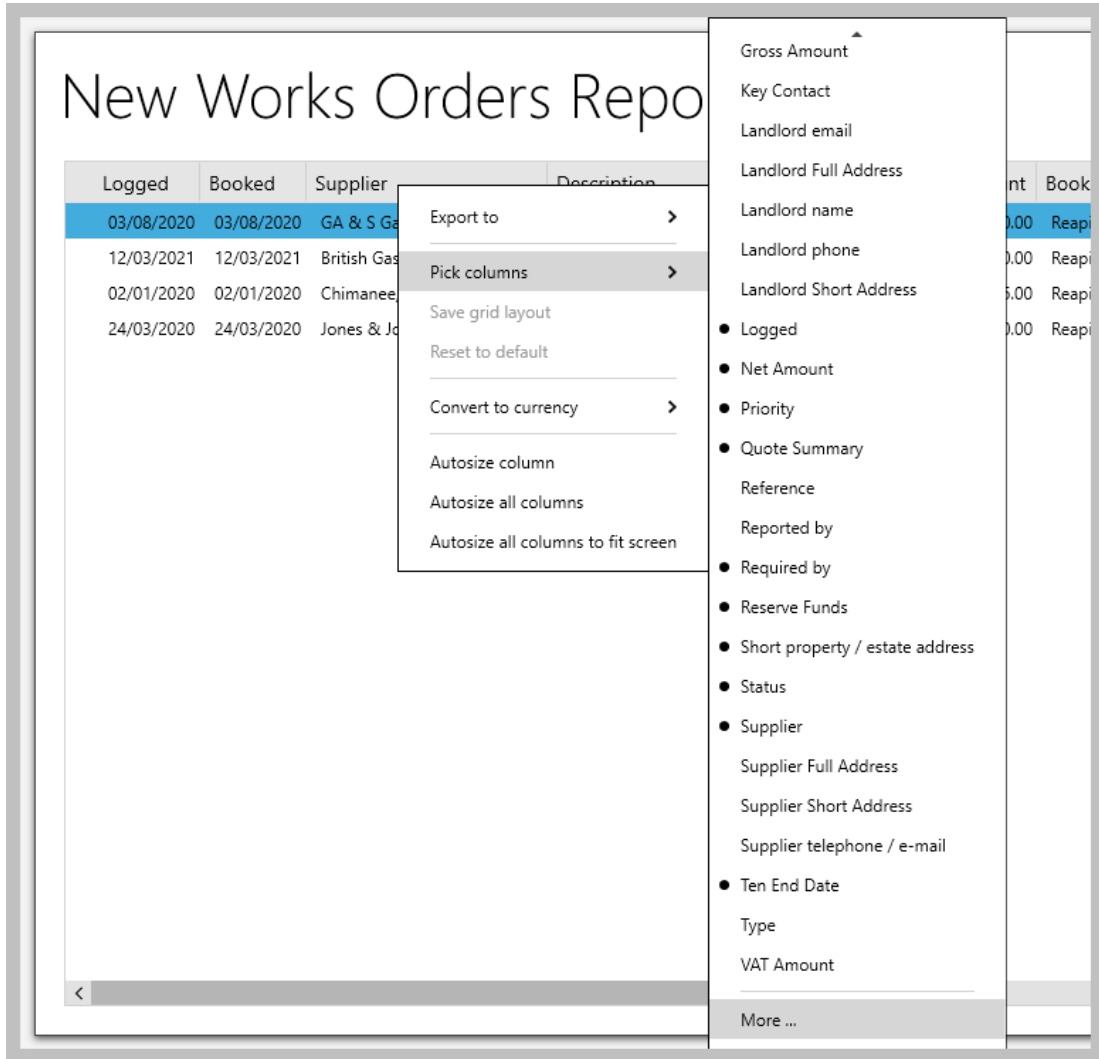 New Works Orders Repo
Logged Booked Supplier Description nt Book
03/08/2020 03/08/2020 GA & S Ga 0.00 Reapi
12/03/2021 12/03/2021 British Gas 0.00 Reapi
02/01/2020 02/01/2020 Chimanee, 5.00 Reapi
24/03/2020 24/03/2020 Jones & Jo 0.00 Reapi
Export to
Pick columns
Save grid layout
Reset to default
Convert to currency
Autosize column
Autosize all columns
Autosize all columns to fit screen
Gross Amount
Key Contact
Landlord email
Landlord Full Address
Landlord name
Landlord phone
Landlord Short Address
Logged
Net Amount
Priority
Quote Summary
Reference
Reported by
Required by
Reserve Funds
Short property / estate address
Status
Supplier
Supplier Full Address
Supplier Short Address
Supplier telephone / e-mail
Ten End Date
Type
VAT Amount
More ...